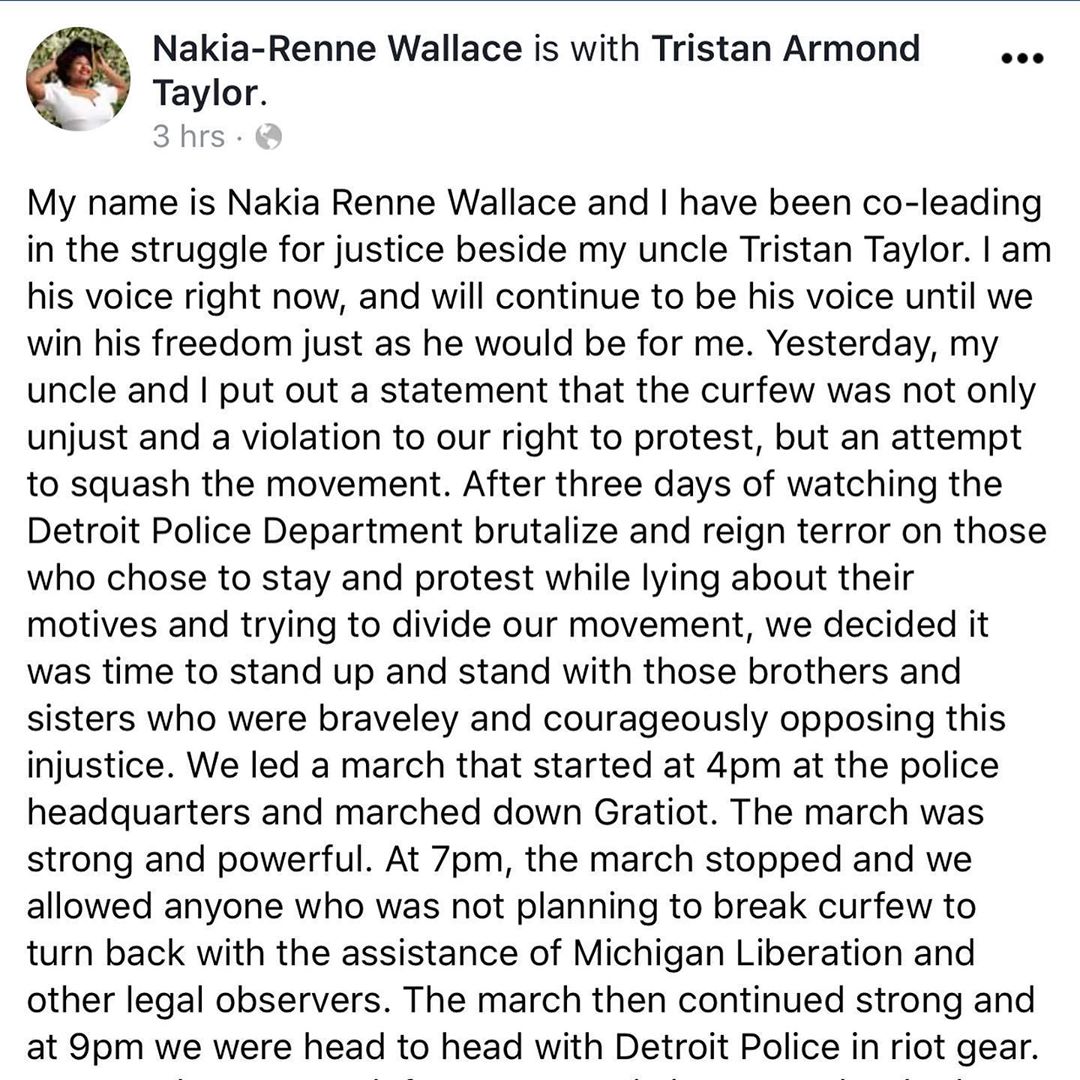 Nakia-Renne Wallace is with Tristan Armond
Taylor.
3 hrs ·
My name is Nakia Renne Wallace and I have been co-leading
in the struggle for justice beside my uncle Tristan Taylor. I am
his voice right now, and will continue to be his voice until we
win his freedom just as he would be for me. Yesterday, my
uncle and I put out a statement that the curfew was not only
unjust and a violation to our right to protest, but an attempt
to squash the movement. After three days of watching the
Detroit Police Department brutalize and reign terror on those
who chose to stay and protest while lying about their
motives and trying to divide our movement, we decided it
was time to stand up and stand with those brothers and
sisters who were braveley and courageously opposing this
injustice. We led a march that started at 4pm at the police
headquarters and marched down Gratiot. The march was
strong and powerful. At 7pm, the march stopped and we
allowed anyone who was not planning to break curfew to
turn back with the assistance of Michigan Liberation and
other legal observers. The march then continued strong and
at 9pm we were head to head with Detroit Police in riot gear.